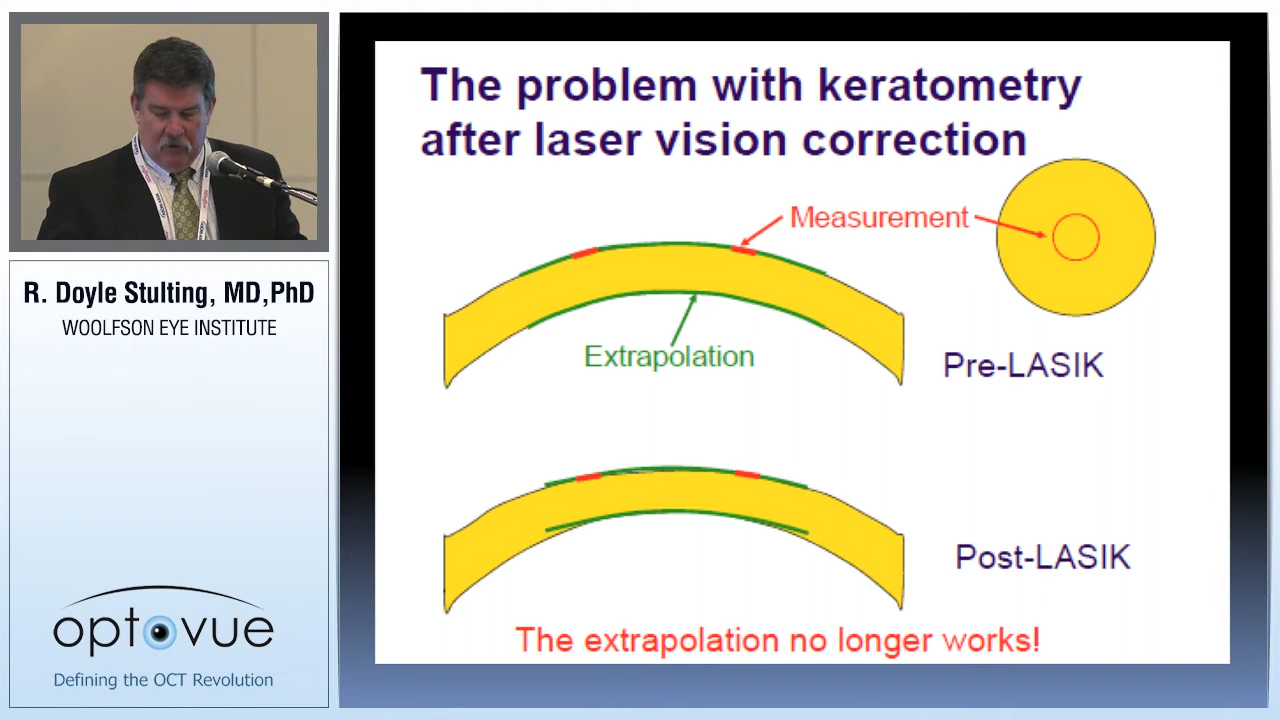 The problem with keratometry
after laser vision correction
Measurement
Extrapolation
Pre-LASIK
Post-LASIK
The extrapolation no longer works!
R. Doyle Stulting, MD,PhD
WOOLFSON EYE INSTITUTE
optovue
Defining the OCT Revolution